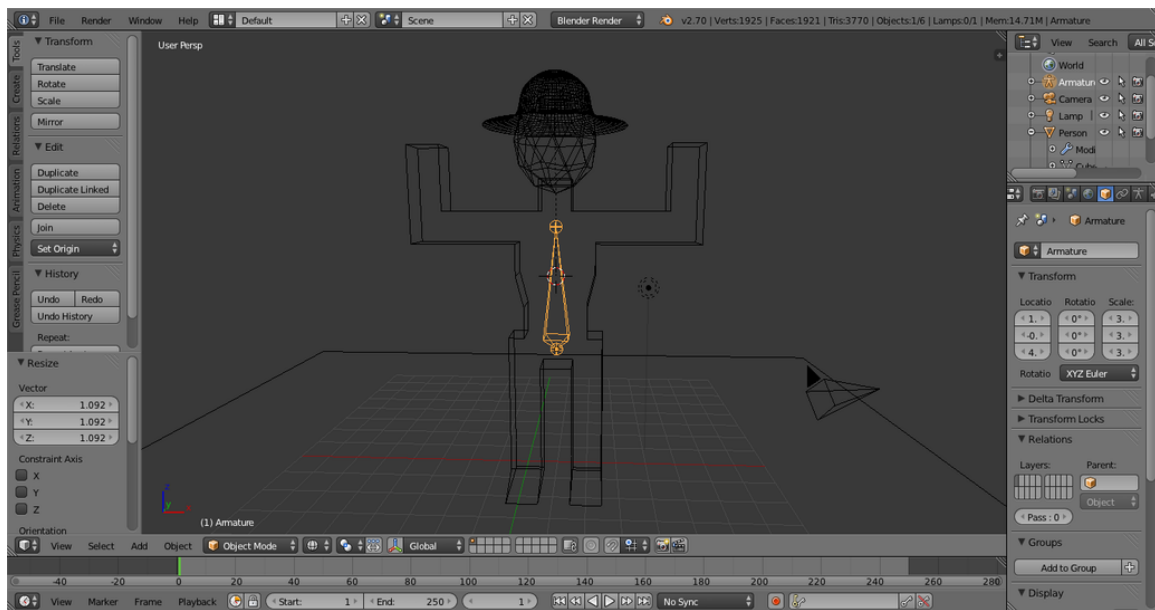 File Render Window Help Default Scene Blender Render v2.70 | Verts:1925 | Faces:1921 | Tris:3770 | Objects:1/6 | Lamps:0/1 | Mem:14.71M | Armature
Tools
Create
Relations
Animation
Physics
Grease Pencil
Transform
Translate
Rotate
Scale
Mirror
Edit
Duplicate
Duplicate Linked
Delete
Join
Set Origin
History
Undo Redo
Undo History
Repeat:
Resize
Vector
X: 1.092
Y: 1.092
Z: 1.092
Constraint Axis
X
Y
Z
Orientation
User Persp
z
y
x
(1) Armature
View Select Add Object Object Mode Global
-40 -20 0 20 40 60 80 100 120 140 160 180 200 220 240 260 280
View Marker Frame Playback Start: 1 End: 250 1 No Sync
View Search All S
World
Armatur
Camera
Lamp
Person
Modi
Armature
Armature
Transform
Locatio Rotatio Scale:
1. 0° 3.
-0. 0° 3.
4. 0° 3.
Rotatio XYZ Euler
Delta Transform
Transform Locks
Relations
Layers: Parent:
Object
Pass : 0
Groups
Add to Group
Display